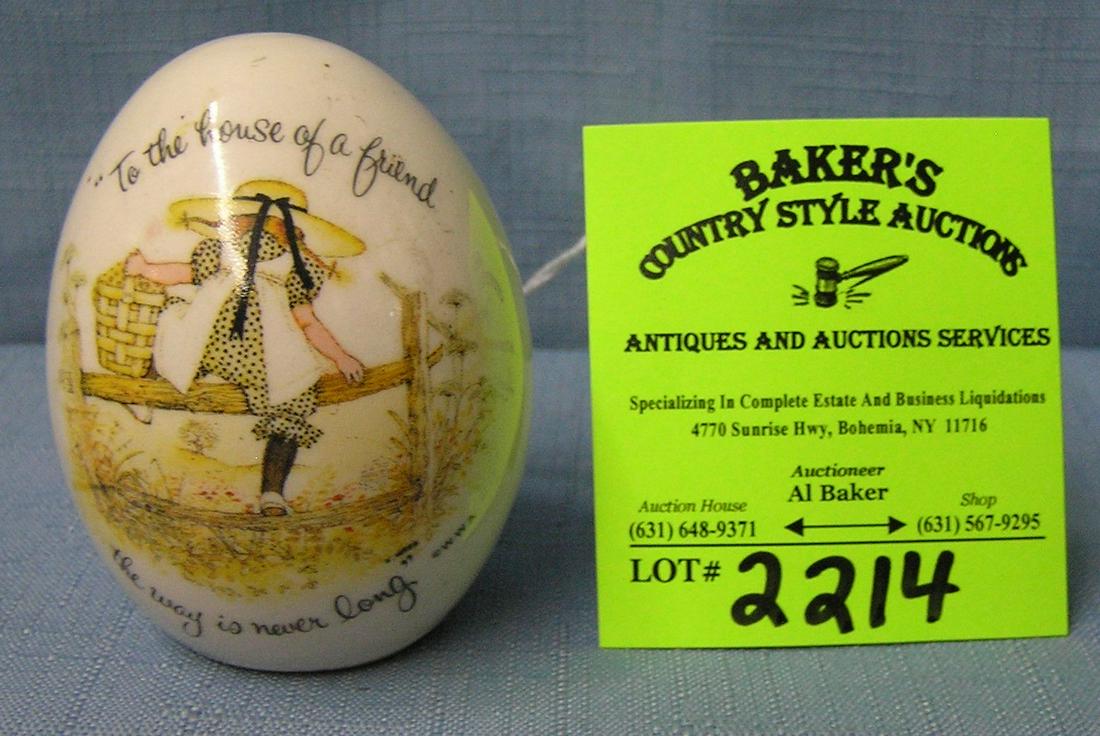 "To the house of a friend
the way is never long"
BAKER'S
COUNTRY STYLE AUCTIONS
ANTIQUES AND AUCTIONS SERVICES
Specializing In Complete Estate And Business Liquidations
4770 Sunrise Hwy, Bohemia, NY 11716
Auctioneer
Al Baker
Auction House
(631) 648-9371
Shop
(631) 567-9295
LOT# 2214